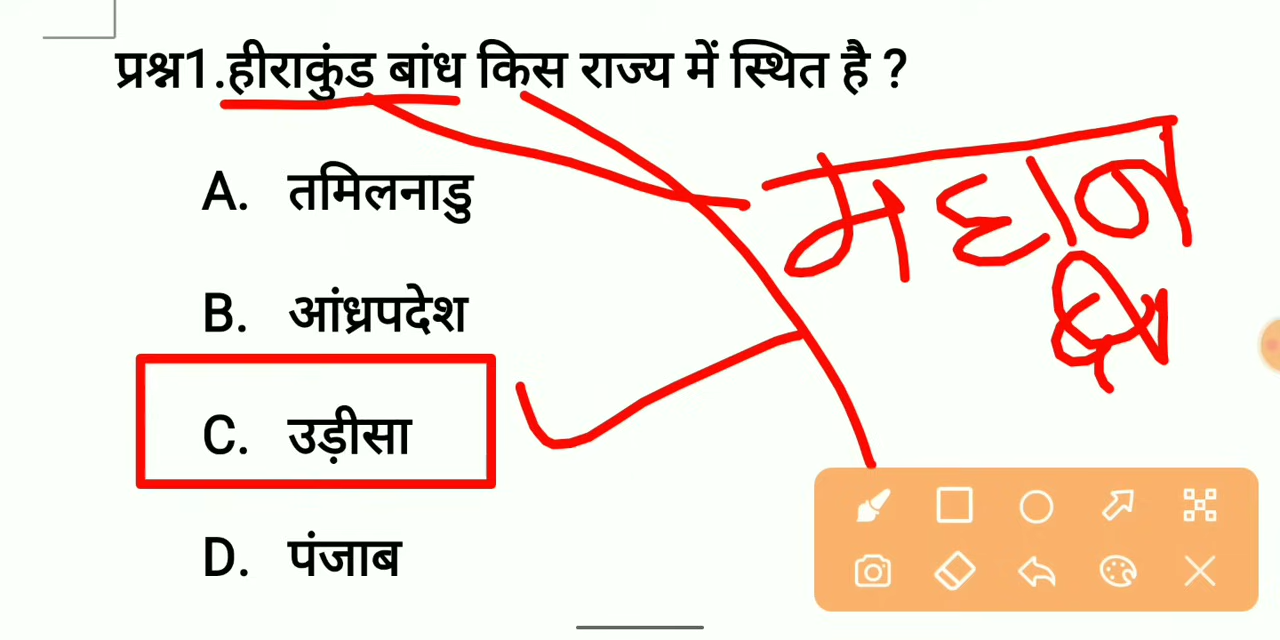 प्रश्न1.हीराकुंड बांध किस राज्य में स्थित है ?
महान
A. तमिलनाडु
B. आंध्रपदेश
C. उड़ीसा
D. पंजाब